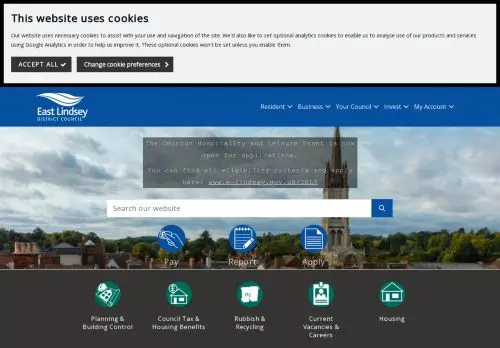 This website uses cookies
Our website uses necessary cookies to assist with your use and navigation of the site. We'd also like to set optional analytics cookies to enable us to analyse use of our products and services
using Google Analytics in order to help us improve it. These optional cookies won't be set unless you enable them.
ACCEPT ALL
Change cookie preferences
East Lindsey
DISTRICT COUNCIL
Resident
Business
Your Council
Invest
My Account
The Omicron Hospitality and Leisure Grant is now
open for applications.
You can find all eligibility criteria and apply
here: www.e-lindsey.gov.uk/OHLG
Search our website
Pay
Report
Apply
Planning &
Building Control
Council Tax &
Housing Benefits
Rubbish &
Recycling
Current
Vacancies &
Careers
Housing